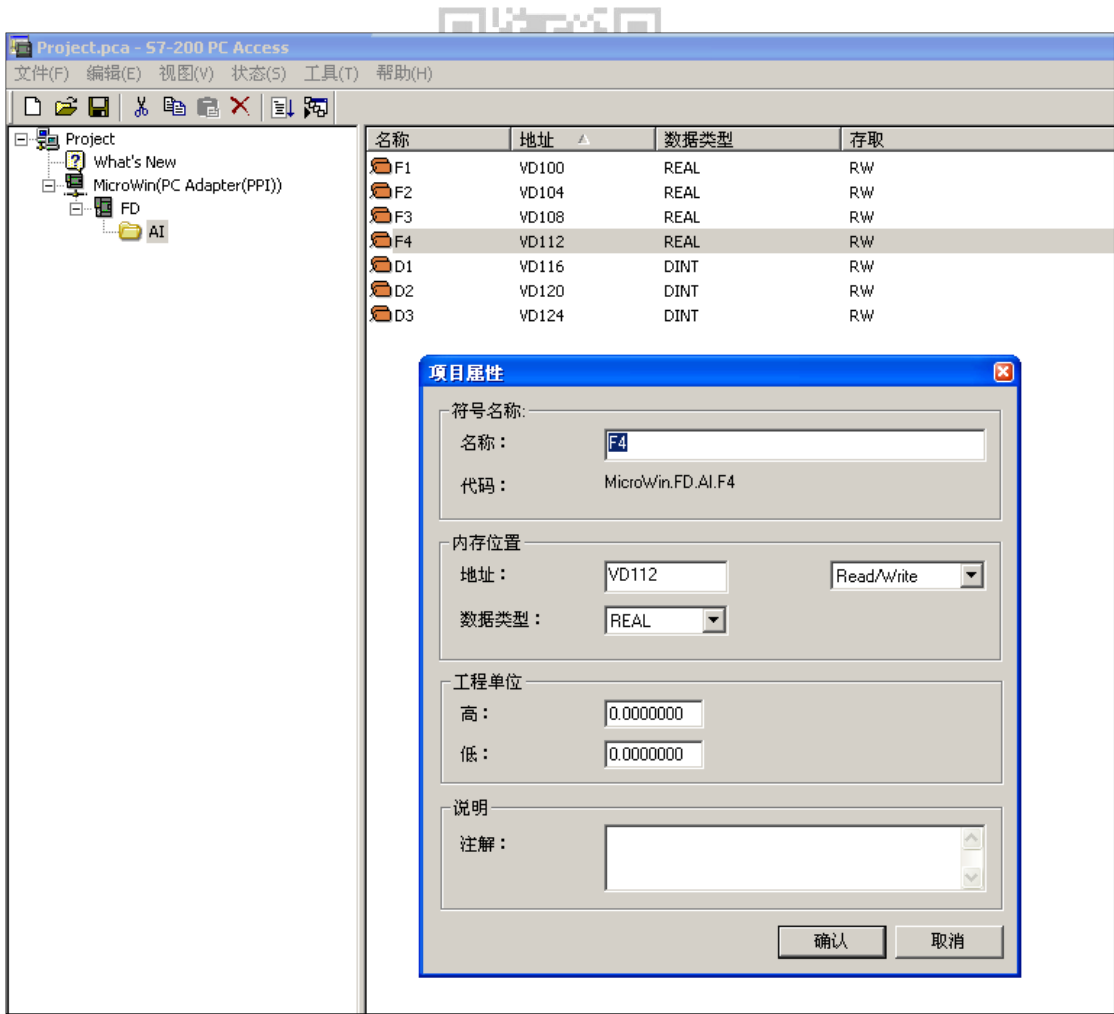 Project.pca - S7-200 PC Access
文件(F) 编辑(E) 视图(V) 状态(S) 工具(T) 帮助(H)
Project
What's New
MicroWin(PC Adapter(PPI))
FD
AI
名称 地址 数据类型 存取
F1 VD100 REAL RW
F2 VD104 REAL RW
F3 VD108 REAL RW
F4 VD112 REAL RW
D1 VD116 DINT RW
D2 VD120 DINT RW
D3 VD124 DINT RW
项目属性
符号名称:
名称： F4
代码： MicroWin.FD.AI.F4
内存位置
地址： VD112 Read/Write
数据类型： REAL
工程单位
高： 0.0000000
低： 0.0000000
说明
注解：
确认 取消